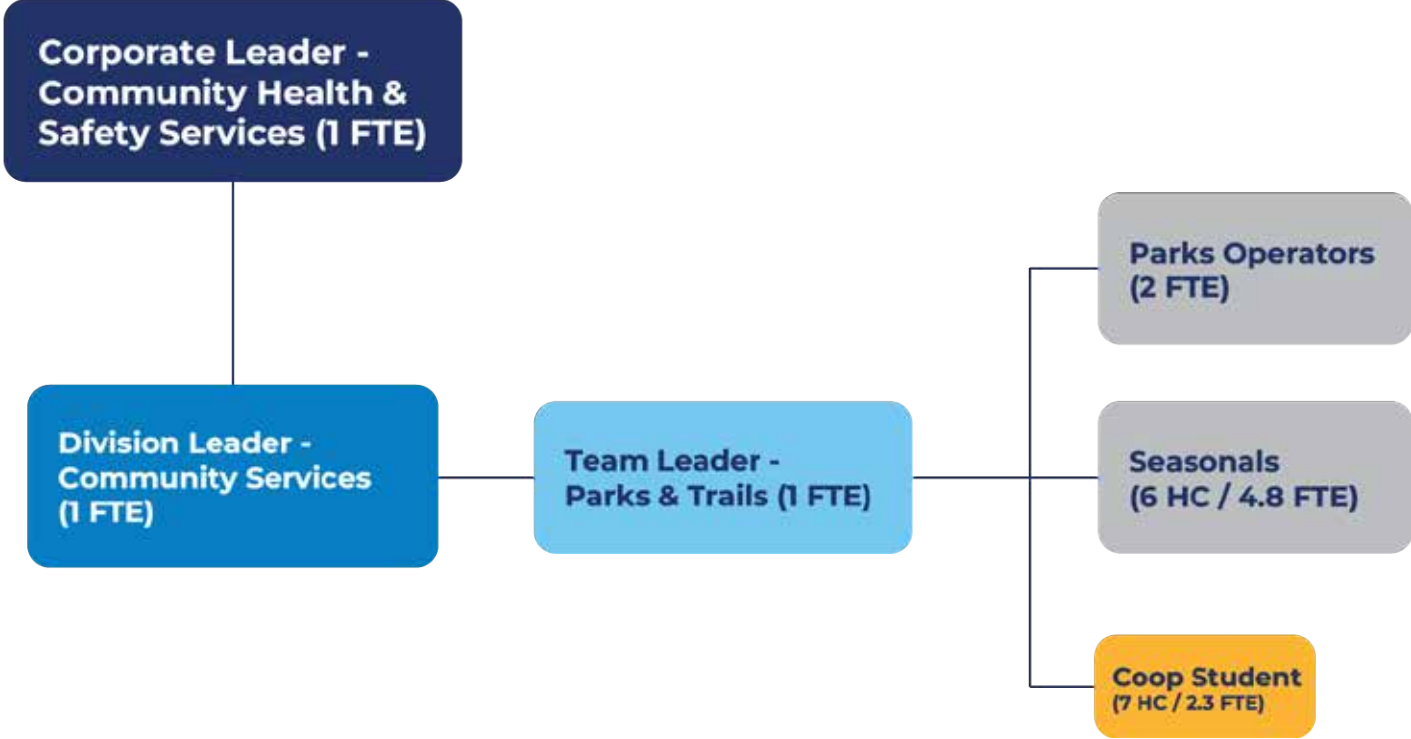 Corporate Leader -
Community Health &
Safety Services (1 FTE)
Division Leader -
Community Services
(1 FTE)
Team Leader -
Parks & Trails (1 FTE)
Parks Operators
(2 FTE)
Seasonals
(6 HC / 4.8 FTE)
Coop Student
(7 HC / 2.3 FTE)